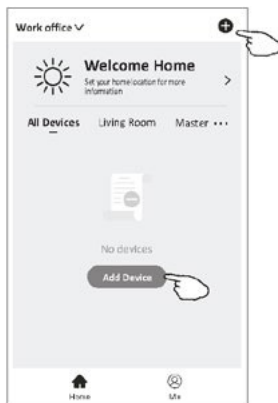 Work office
Welcome Home
Set your home location for more
information
All Devices Living Room Master ...
No devices
Add Device
Home Me